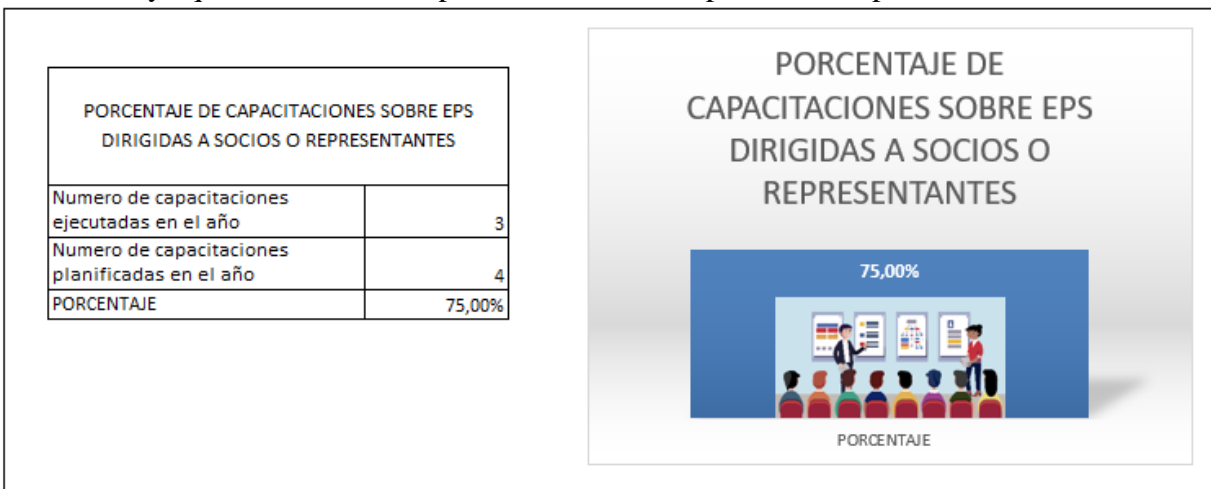 PORCENTAJE DE CAPACITACIONES SOBRE EPS
DIRIGIDAS A SOCIOS O REPRESENTANTES
Numero de capacitaciones
ejecutadas en el año 3
Numero de capacitaciones
planificadas en el año 4
PORCENTAJE 75,00%
PORCENTAJE DE
CAPACITACIONES SOBRE EPS
DIRIGIDAS A SOCIOS O
REPRESENTANTES
75,00%
PORCENTAJE